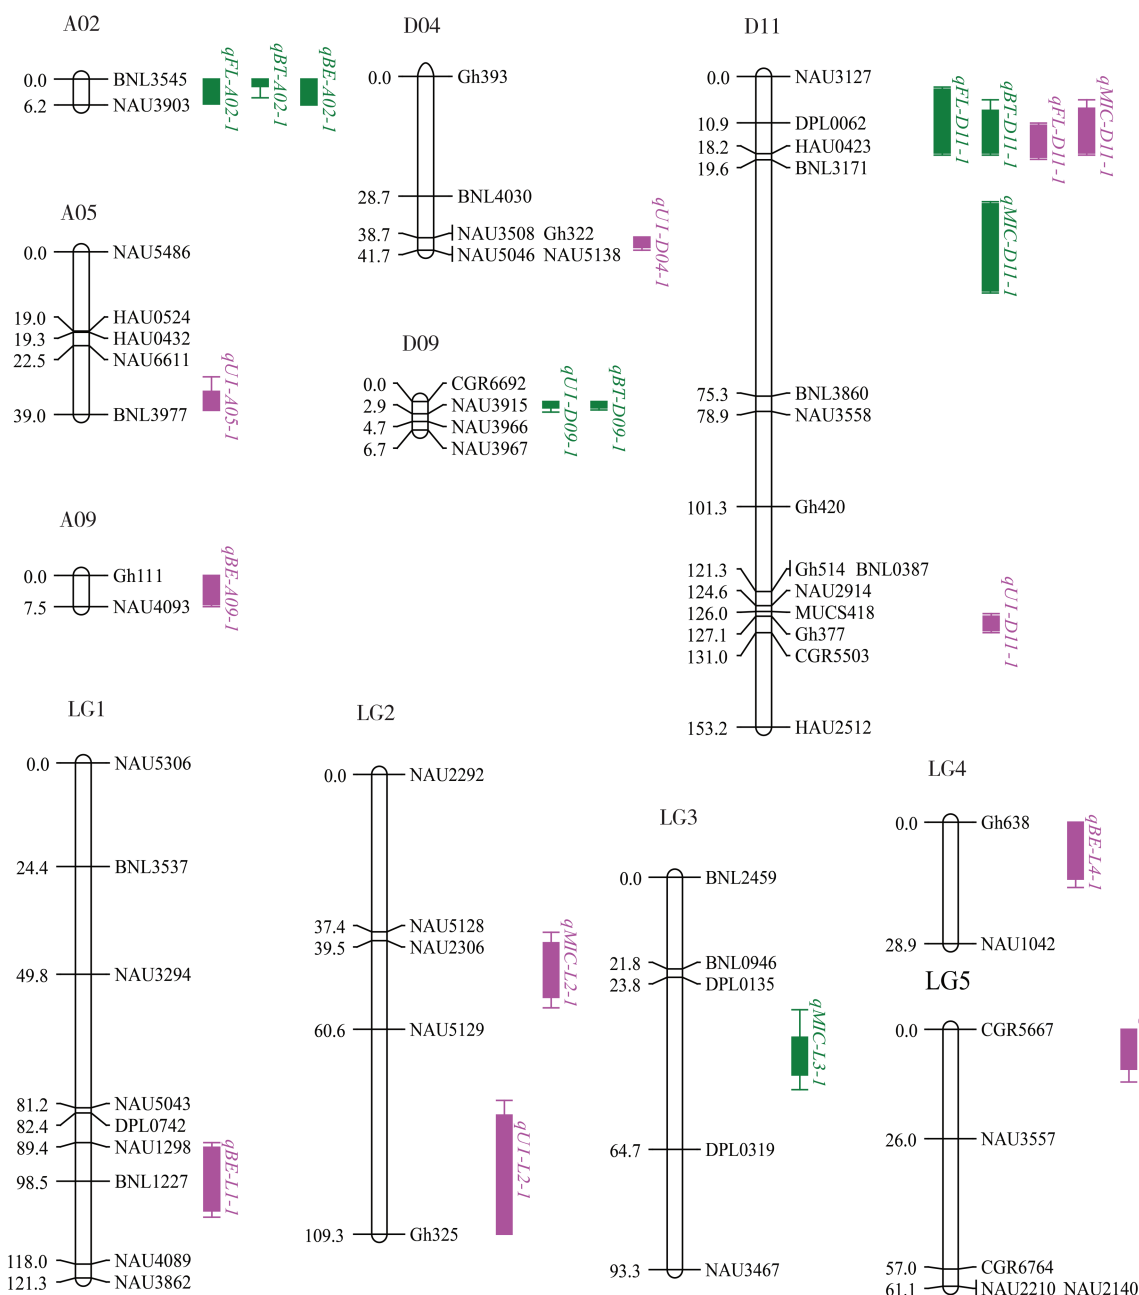 A02
0.0 BNL3545
6.2 NAU3903
qFL-A02-1
qBT-A02-1
qBE-A02-1
A05
0.0 NAU5486
19.0 HAU0524
19.3 HAU0432
22.5 NAU6611
39.0 BNL3977
qU1-A05-1
A09
0.0 Gh111
7.5 NAU4093
qBE-A09-1
D04
0.0 Gh393
28.7 BNL4030
38.7 NAU3508 Gh322
41.7 NAU5046 NAU5138
qU1-D04-1
D09
0.0 CGR6692
2.9 NAU3915
4.7 NAU3966
6.7 NAU3967
qU1-D09-1
qBT-D09-1
D11
0.0 NAU3127
10.9 DPL0062
18.2 HAU0423
19.6 BNL3171
75.3 BNL3860
78.9 NAU3558
101.3 Gh420
121.3 Gh514 BNL0387
124.6 NAU2914
126.0 MUCS418
127.1 Gh377
131.0 CGR5503
153.2 HAU2512
qFL-D11-1
qBT-D11-1
qFL-D11-1
qMIC-D11-1
qMIC-D11-1
qU1-D11-1
LG1
0.0 NAU5306
24.4 BNL3537
49.8 NAU3294
81.2 NAU5043
82.4 DPL0742
89.4 NAU1298
98.5 BNL1227
118.0 NAU4089
121.3 NAU3862
qBE-L1-1
LG2
0.0 NAU2292
37.4 NAU5128
39.5 NAU2306
60.6 NAU5129
109.3 Gh325
qMIC-L2-1
qU1-L2-1
LG3
0.0 BNL2459
21.8 BNL0946
23.8 DPL0135
64.7 DPL0319
93.3 NAU3467
qMIC-L3-1
LG4
0.0 Gh638
28.9 NAU1042
qBE-L4-1
LG5
0.0 CGR5667
26.0 NAU3557
57.0 CGR6764
61.1 NAU2210 NAU2140